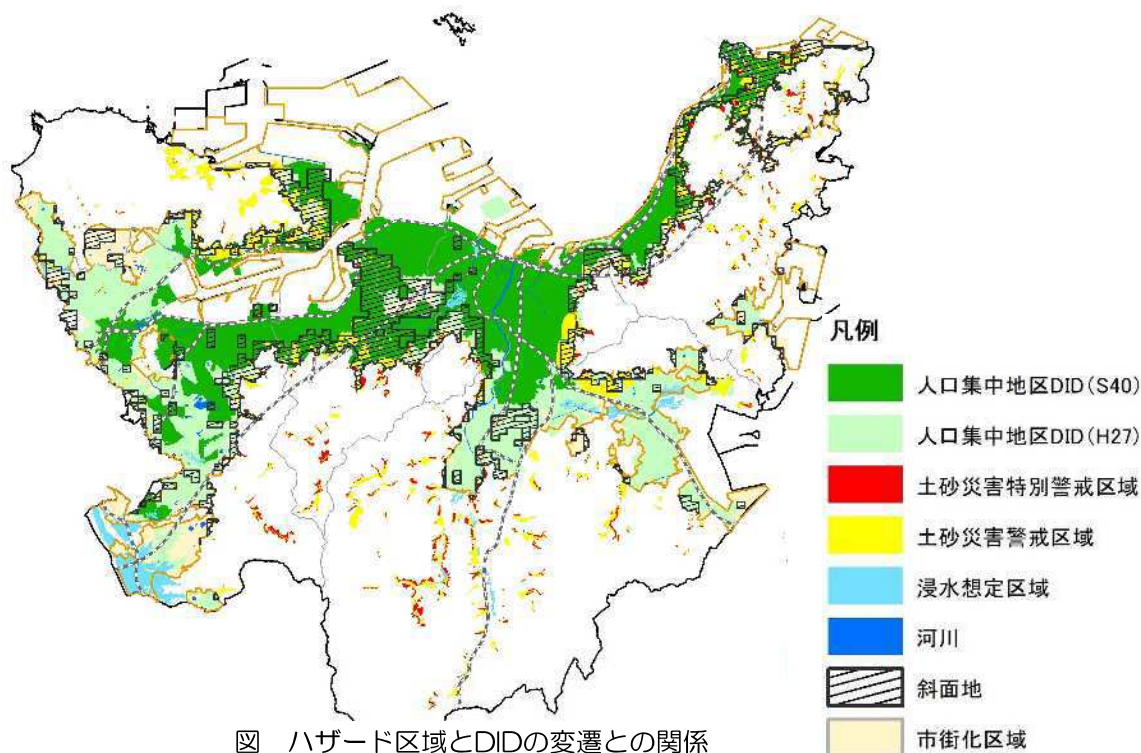 凡例
人口集中地区DID(S40)
人口集中地区DID(H27)
土砂災害特別警戒区域
土砂災害警戒区域
浸水想定区域
河川
斜面地
市街化区域
図 ハザード区域とDIDの変遷との関係